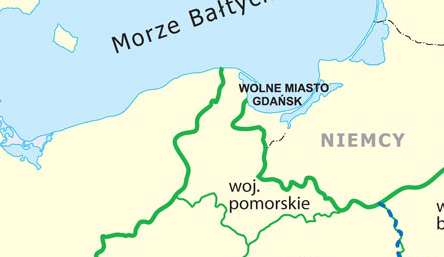 Morze Bałtyc
WOLNE MIASTO
GDAŃSK
NIEMCY
woj.
pomorskie
w
b